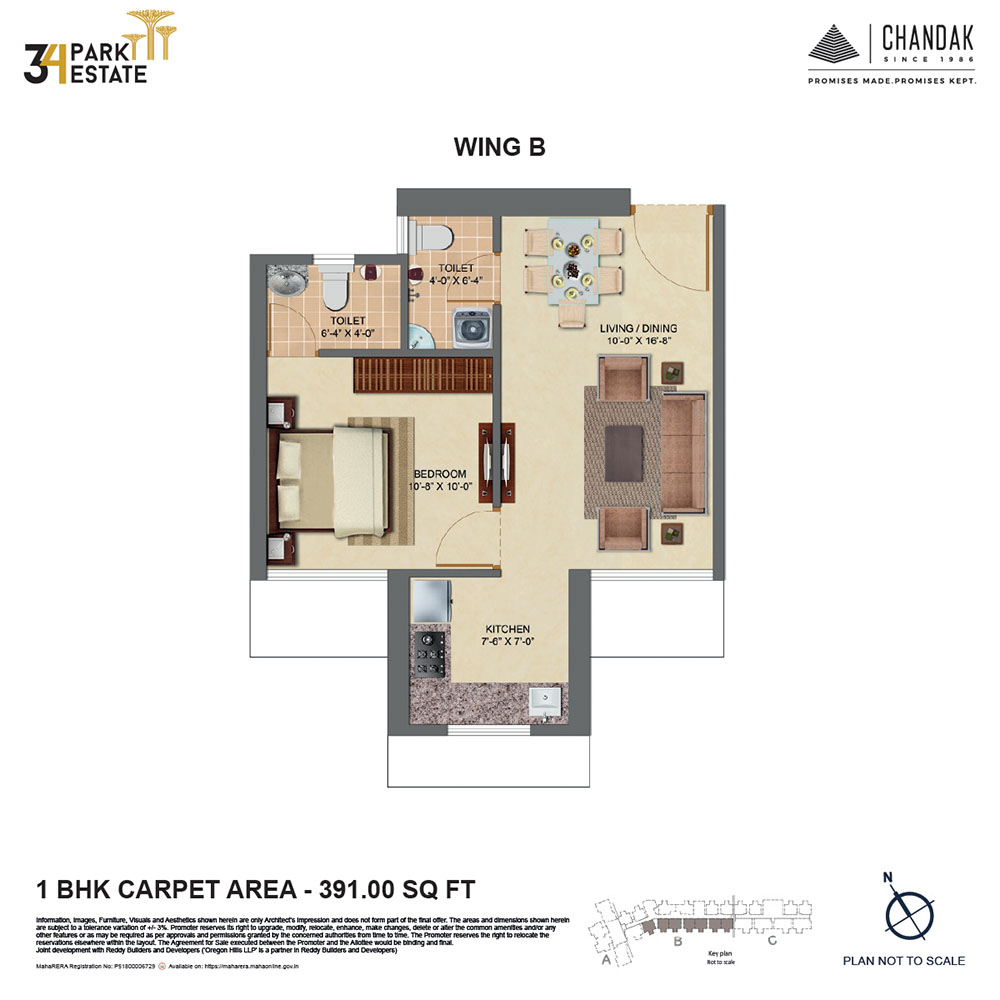 34 PARK
ESTATE
CHANDAK
SINCE 1986
PROMISES MADE.PROMISES KEPT.
WING B
TOILET
4'-0" X 6'-4"
TOILET
6'-4" X 4'-0"
LIVING / DINING
10'-0" X 16'-8"
BEDROOM
10'-6" X 10'-0"
KITCHEN
7'-6" X 7'-0"
1 BHK CARPET AREA - 391.00 SQ FT
Information, Images, Furniture, Visuals and Aesthetics shown herein are only Architect's Impression and does not form part of the final offer. The areas and dimensions shown herein
are subject to a tolerance variation of +/- 3%. Promoter reserves its right to upgrade, modify, relocate, enhance, make changes, delete or alter the common amenities and/or any
other features or as may be required as per approvals and permissions granted by the concerned authorities from time to time. The Promoter reserves the right to relocate the
reservations elsewhere within the layout. The Agreement for Sale executed between the Promoter and the Allottee would be binding and final.
Joint development with Reddy Builders and Developers ('Oregon Hills LLP' is a partner in Reddy Builders and Developers)
MahaRERA Registration No: P51800006729 Available on: https://maharera.mahaonline.gov.in
A
B
C
Key plan
Not to scale
N
PLAN NOT TO SCALE